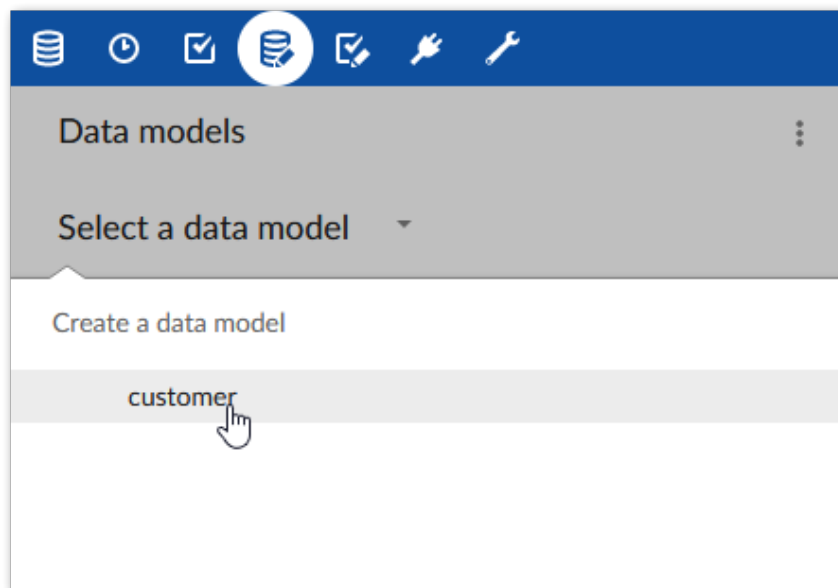 Data models
Select a data model
Create a data model
customer